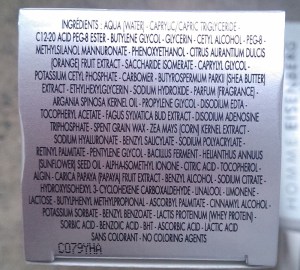 INGREDIENTS : AQUA (WATER) - CAPRYLIC/CAPRIC TRIGLYCERIDE
C12-20 ACID PEG-8 ESTER - BUTYLENE GLYCOL - GLYCERIN - CETYL ALCOHOL - PEG-8 -
METHYLSILANOL MANNURONATE - PHENOXYETHANOL - CITRUS AURANTIUM DULCIS
(ORANGE) FRUIT EXTRACT - SACCHARIDE ISOMERATE - CAPRYLYL GLYCOL -
POTASSIUM CETYL PHOSPHATE - CARBOMER - BUTYROSPERMUM PARKII (SHEA BUTTER)
EXTRACT - ETHYLHEXYLGLYCERIN - SODIUM HYDROXIDE - PARFUM (FRAGRANCE) -
ARGANIA SPINOSA KERNEL OIL - PROPYLENE GLYCOL - DISODIUM EDTA -
TOCOPHERYL ACETATE - FAGUS SYLVATICA BUD EXTRACT - DISODIUM ADENOSINE
TRIPHOSPHATE - SPENT GRAIN WAX - ZEA MAYS (CORN) KERNEL EXTRACT -
SODIUM HYALURONATE - BENZYL SALICYLATE - SODIUM POLYACRYLATE -
RETINYL PALMITATE - PENTYLENE GLYCOL - BACILLUS FERMENT - HELIANTHUS ANNUUS
(SUNFLOWER) SEED OIL - ALPHA-ISOMETHYL IONONE - CITRIC ACID - TOCOPHEROL -
ALGIN - CARICA PAPAYA (PAPAYA) FRUIT EXTRACT - BENZYL ALCOHOL - SODIUM CITRATE -
HYDROXYISOHEXYL 3-CYCLOHEXENE CARBOXALDEHYDE - LINALOOL - LIMONENE -
LACTOSE - BUTYLPHENYL METHYLPROPIONAL - ASCORBYL PALMITATE - CINNAMYL ALCOHOL -
POTASSIUM SORBATE - BENZYL BENZOATE - LACTIS PROTEINUM (WHEY PROTEIN) -
SORBIC ACID - BENZOIC ACID - BHT - ASCORBIC ACID - LACTIC ACID
SANS COLORANT - NO COLORING AGENTS
C079YHA